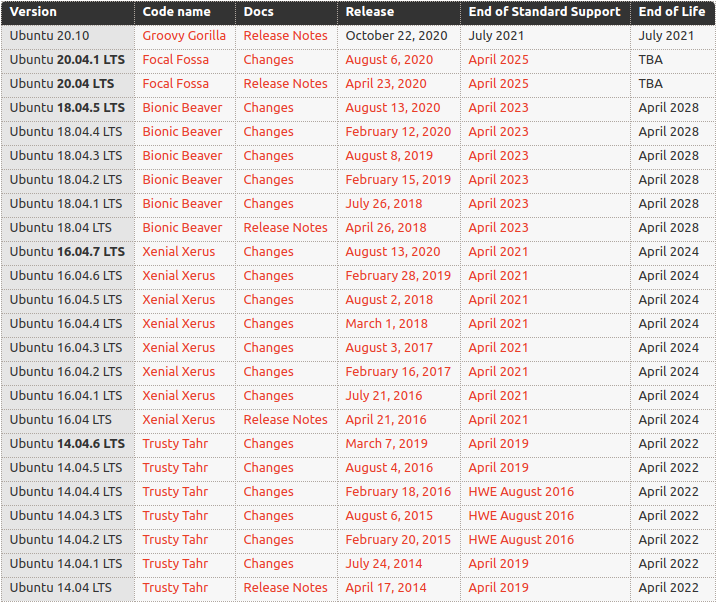 Version Code name Docs Release End of Standard Support End of Life
Ubuntu 20.10 Groovy Gorilla Release Notes October 22, 2020 July 2021 July 2021
Ubuntu 20.04.1 LTS Focal Fossa Changes August 6, 2020 April 2025 TBA
Ubuntu 20.04 LTS Focal Fossa Release Notes April 23, 2020 April 2025 TBA
Ubuntu 18.04.5 LTS Bionic Beaver Changes August 13, 2020 April 2023 April 2028
Ubuntu 18.04.4 LTS Bionic Beaver Changes February 12, 2020 April 2023 April 2028
Ubuntu 18.04.3 LTS Bionic Beaver Changes August 8, 2019 April 2023 April 2028
Ubuntu 18.04.2 LTS Bionic Beaver Changes February 15, 2019 April 2023 April 2028
Ubuntu 18.04.1 LTS Bionic Beaver Changes July 26, 2018 April 2023 April 2028
Ubuntu 18.04 LTS Bionic Beaver Release Notes April 26, 2018 April 2023 April 2028
Ubuntu 16.04.7 LTS Xenial Xerus Changes August 13, 2020 April 2021 April 2024
Ubuntu 16.04.6 LTS Xenial Xerus Changes February 28, 2019 April 2021 April 2024
Ubuntu 16.04.5 LTS Xenial Xerus Changes August 2, 2018 April 2021 April 2024
Ubuntu 16.04.4 LTS Xenial Xerus Changes March 1, 2018 April 2021 April 2024
Ubuntu 16.04.3 LTS Xenial Xerus Changes August 3, 2017 April 2021 April 2024
Ubuntu 16.04.2 LTS Xenial Xerus Changes February 16, 2017 April 2021 April 2024
Ubuntu 16.04.1 LTS Xenial Xerus Changes July 21, 2016 April 2021 April 2024
Ubuntu 16.04 LTS Xenial Xerus Release Notes April 21, 2016 April 2021 April 2024
Ubuntu 14.04.6 LTS Trusty Tahr Changes March 7, 2019 April 2019 April 2022
Ubuntu 14.04.5 LTS Trusty Tahr Changes August 4, 2016 April 2019 April 2022
Ubuntu 14.04.4 LTS Trusty Tahr Changes February 18, 2016 HWE August 2016 April 2022
Ubuntu 14.04.3 LTS Trusty Tahr Changes August 6, 2015 HWE August 2016 April 2022
Ubuntu 14.04.2 LTS Trusty Tahr Changes February 20, 2015 HWE August 2016 April 2022
Ubuntu 14.04.1 LTS Trusty Tahr Changes July 24, 2014 April 2019 April 2022
Ubuntu 14.04 LTS Trusty Tahr Release Notes April 17, 2014 April 2019 April 2022